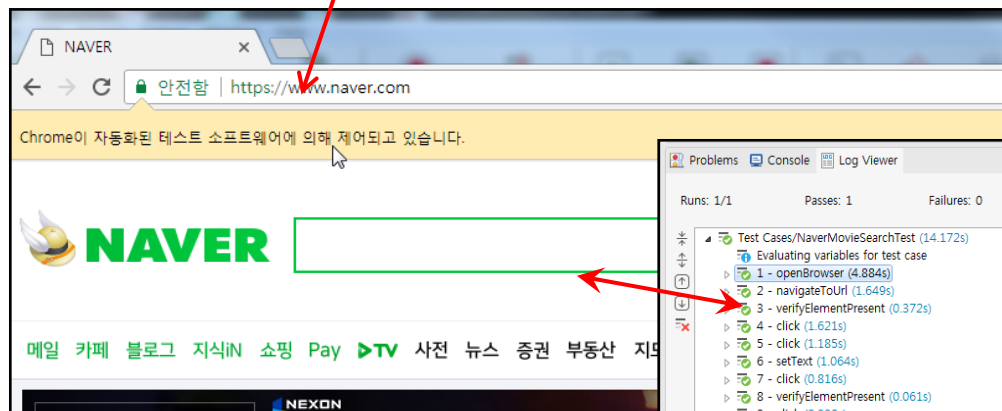 NAVER
안전함 | https://www.naver.com
Chrome이 자동화된 테스트 소프트웨어에 의해 제어되고 있습니다.
NAVER
메일 카페 블로그 지식iN 쇼핑 Pay TV 사전 뉴스 증권 부동산
NEXON
Problems Console Log Viewer
Runs: 1/1 Passes: 1 Failures: 0
Test Cases/NaverMovieSearchTest (14.172s)
Evaluating variables for test case
1 - openBrowser (4.884s)
2 - navigateToUrl (1.649s)
3 - verifyElementPresent (0.372s)
4 - click (1.621s)
5 - click (1.185s)
6 - setText (1.064s)
7 - click (0.816s)
8 - verifyElementPresent (0.061s)